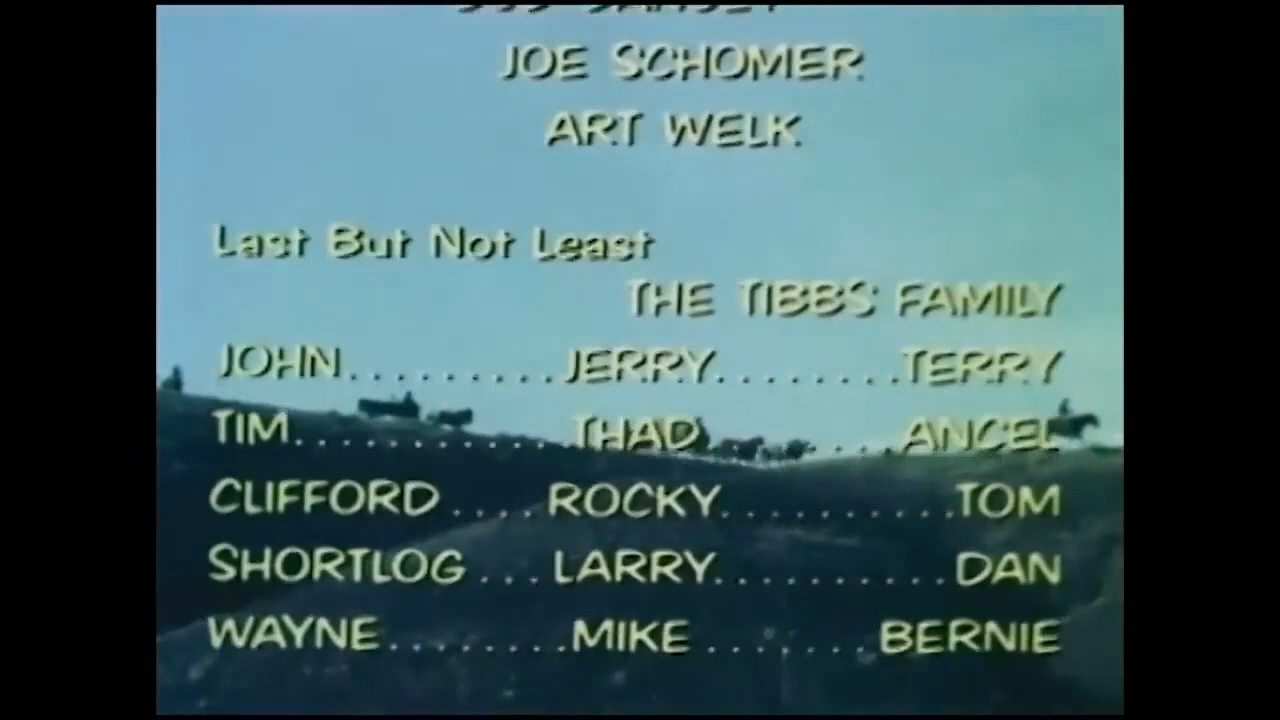 JOE SCHOMER
ART WELK
Last But Not Least
THE TIBBS FAMILY
JOHN.........JERRY........TERRY
TIM............THAD........ANCEL
CLIFFORD ....ROCKY..........TOM
SHORTLOG ...LARRY..........DAN
WAYNE........MIKE .......BERNIE